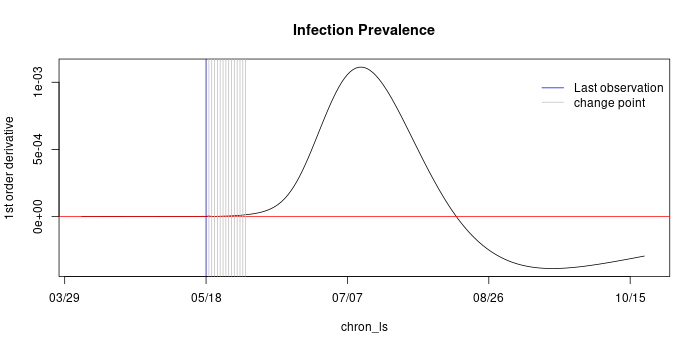 Infection Prevalence
1st order derivative
1e-03
5e-04
0e+00
Last observation
change point
03/29
05/18
07/07
08/26
10/15
chron_ls